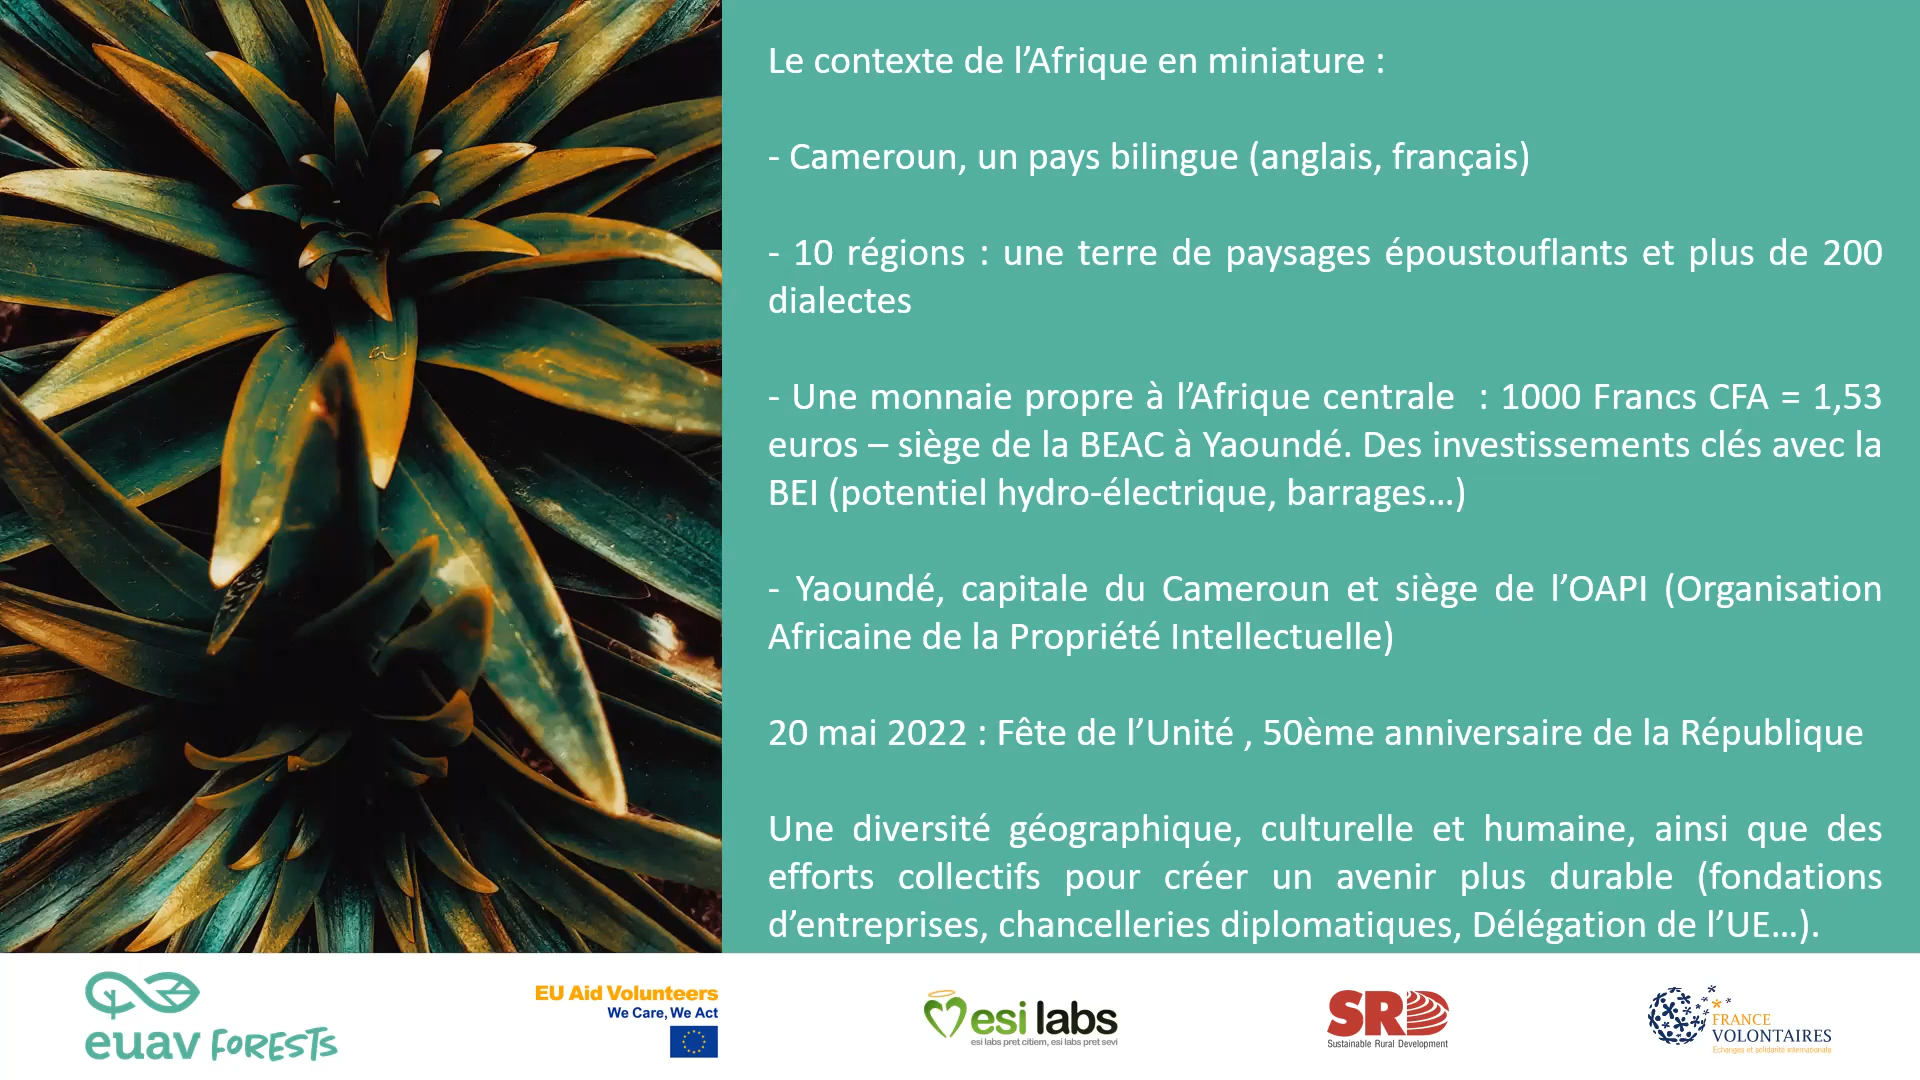 Le contexte de l’Afrique en miniature :
- Cameroun, un pays bilingue (anglais, français)
- 10 régions : une terre de paysages époustouflants et plus de 200
dialectes
- Une monnaie propre à l’Afrique centrale  : 1000 Francs CFA = 1,53
euros – siège de la BEAC à Yaoundé. Des investissements clés avec la
BEI (potentiel hydro-électrique, barrages…)
- Yaoundé, capitale du Cameroun et siège de l’OAPI (Organisation
Africaine de la Propriété Intellectuelle)
20 mai 2022 : Fête de l’Unité , 50ème anniversaire de la République
Une diversité géographique, culturelle et humaine, ainsi que des
efforts collectifs pour créer un avenir plus durable (fondations
d’entreprises, chancelleries diplomatiques, Délégation de l’UE…).
euav FORESTS
EU Aid Volunteers
We Care, We Act
esi labs
esi labs pret citiem, esi labs pret sevi
SRD
Sustainable Rural Development
FRANCE
VOLONTAIRES
Echanges et solidarité internationale